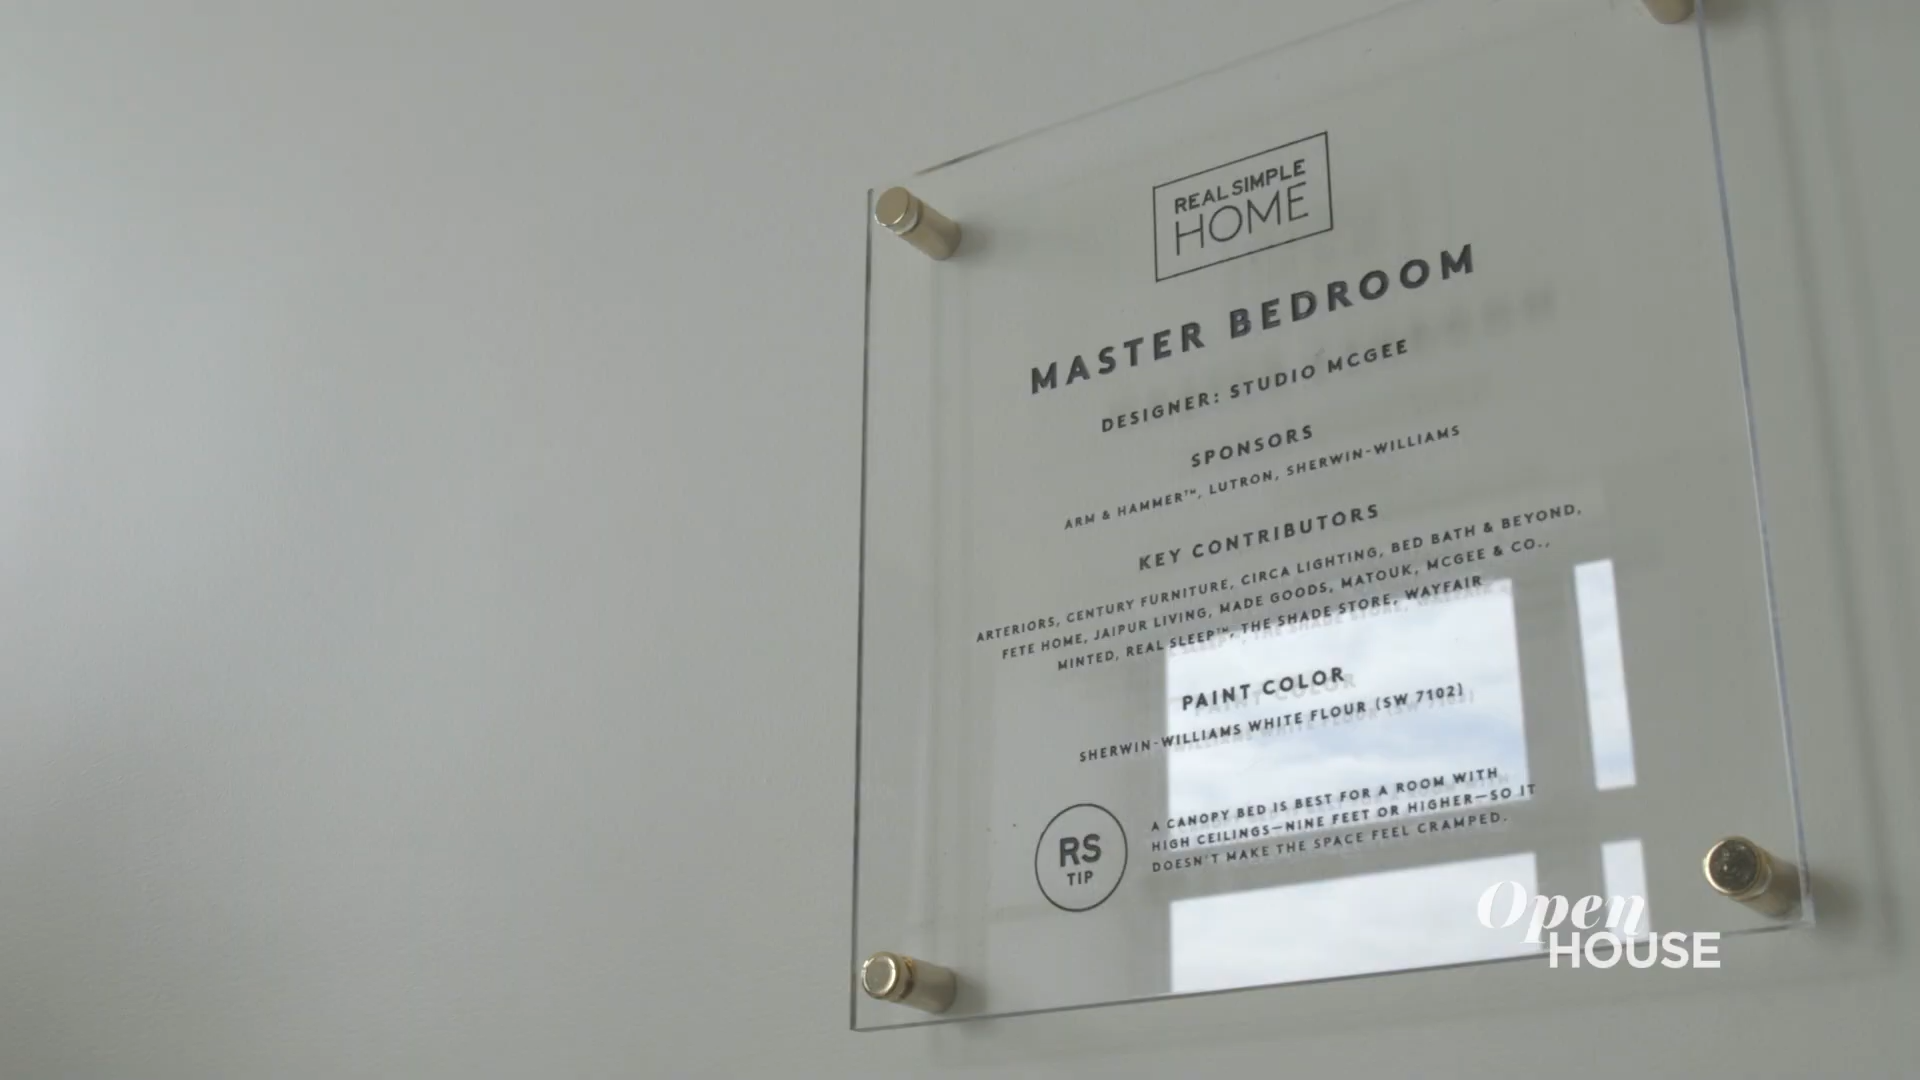 REAL SIMPLE
HOME
MASTER BEDROOM
DESIGNER: STUDIO MCGEE
SPONSORS
ARM & HAMMER™, LUTRON, SHERWIN-WILLIAMS
KEY CONTRIBUTORS
ARTERIORS, CENTURY FURNITURE, CIRCA LIGHTING, BED BATH & BEYOND,
FETE HOME, JAIPUR LIVING, MADE GOODS, MATOUK, MCGEE & CO.,
MINTED, REAL SLEEP™, THE SHADE STORE, WAYFAIR
PAINT COLOR
SHERWIN-WILLIAMS WHITE FLOUR (SW 7102)
RS
TIP
A CANOPY BED IS BEST FOR A ROOM WITH
HIGH CEILINGS—NINE FEET OR HIGHER—SO IT
DOESN'T MAKE THE SPACE FEEL CRAMPED.
Open
HOUSE